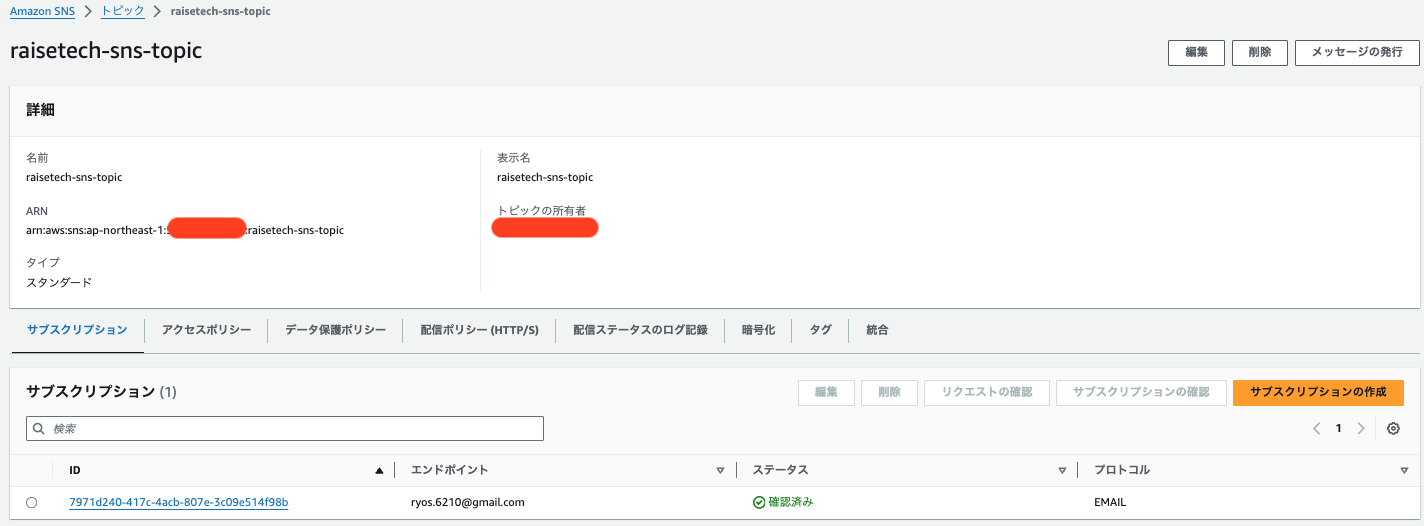 Amazon SNS > トピック > raisetech-sns-topic
raisetech-sns-topic
編集 削除 メッセージの発行
詳細
名前
raisetech-sns-topic
表示名
raisetech-sns-topic
ARN
arn:aws:sns:ap-northeast-1: :raisetech-sns-topic
トピックの所有者
タイプ
スタンダード
サブスクリプション アクセスポリシー データ保護ポリシー 配信ポリシー (HTTP/S) 配信ステータスのログ記録 暗号化 タグ 統合
サブスクリプション (1)
編集 削除 リクエストの確認 サブスクリプションの確認 サブスクリプションの作成
検索
1
ID エンドポイント ステータス プロトコル
7971d240-417c-4acb-807e-3c09e514f98b ryos.6210@gmail.com 確認済み EMAIL